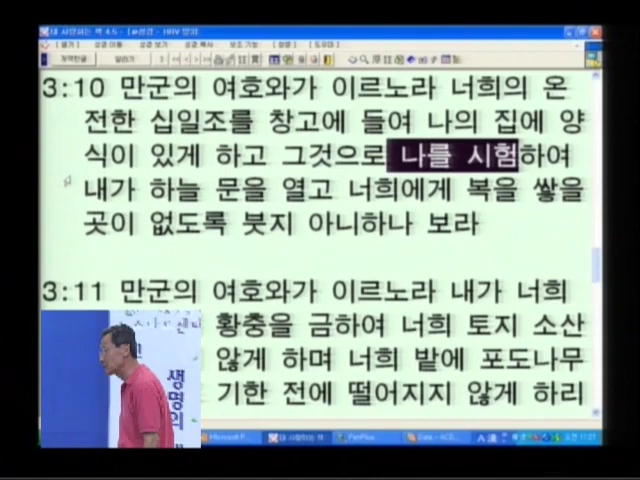 3:10 만군의 여호와가 이르노라 너희의 온
전한 십일조를 창고에 들여 나의 집에 양
식이 있게 하고 그것으로 나를 시험하여
내가 하늘 문을 열고 너희에게 복을 쌓을
곳이 없도록 붓지 아니하나 보라
3:11 만군의 여호와가 이르노라 내가 너희
황충을 금하여 너희 토지 소산
않게 하며 너희 밭에 포도나무
기한 전에 떨어지지 않게 하리
생명의